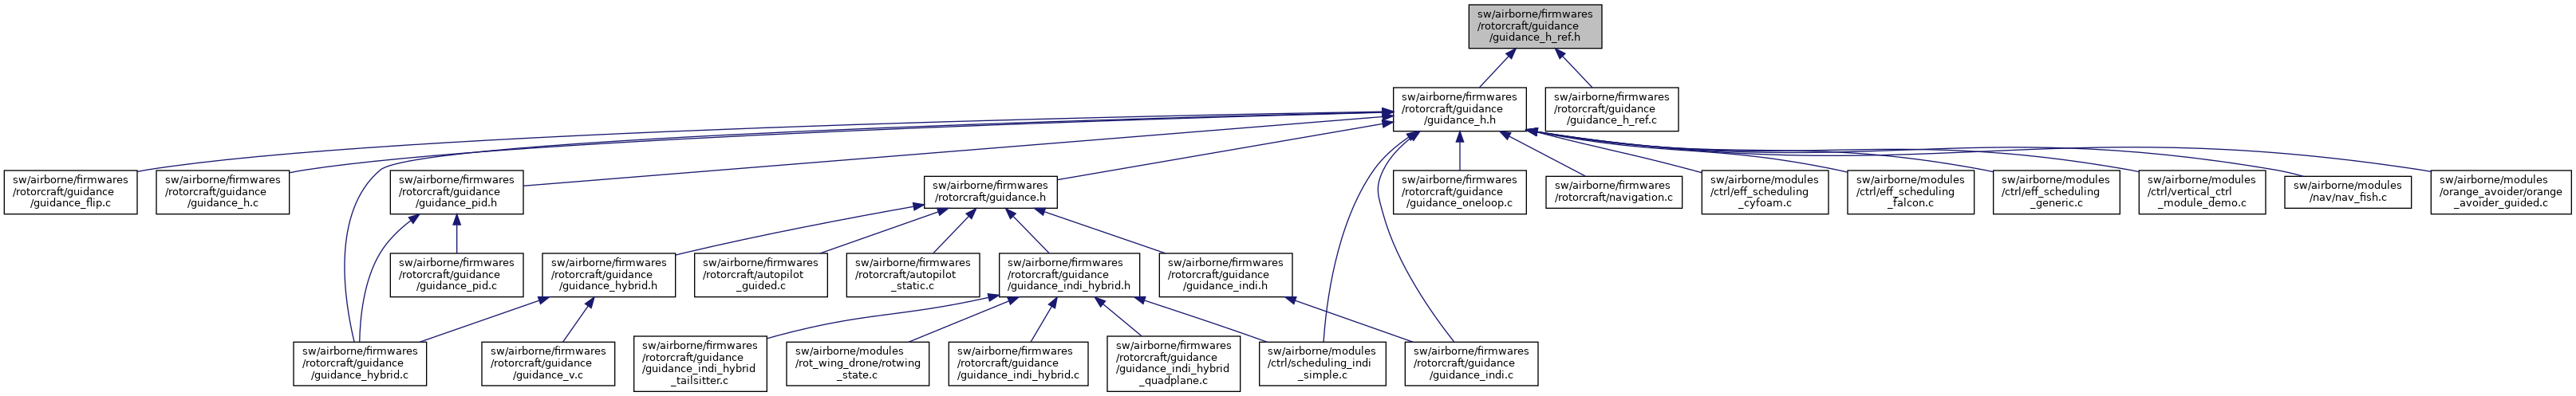 sw/airborne/firmwares
/rotorcraft/guidance
/guidance_h_ref.h
sw/airborne/firmwares
/rotorcraft/guidance
/guidance_h.h
sw/airborne/firmwares
/rotorcraft/guidance
/guidance_h_ref.c
sw/airborne/firmwares
/rotorcraft/guidance
/guidance_flip.c
sw/airborne/firmwares
/rotorcraft/guidance
/guidance_h.c
sw/airborne/firmwares
/rotorcraft/guidance
/guidance_pid.h
sw/airborne/firmwares
/rotorcraft/guidance.h
sw/airborne/firmwares
/rotorcraft/guidance
/guidance_oneloop.c
sw/airborne/firmwares
/rotorcraft/navigation.c
sw/airborne/modules
/ctrl/eff_scheduling
_cyfoam.c
sw/airborne/modules
/ctrl/eff_scheduling
_falcon.c
sw/airborne/modules
/ctrl/eff_scheduling
_generic.c
sw/airborne/modules
/ctrl/vertical_ctrl
_module_demo.c
sw/airborne/modules
/nav/nav_fish.c
sw/airborne/modules
/orange_avoider/orange
_avoider_guided.c
sw/airborne/firmwares
/rotorcraft/guidance
/guidance_pid.c
sw/airborne/firmwares
/rotorcraft/guidance
/guidance_hybrid.h
sw/airborne/firmwares
/rotorcraft/autopilot
_guided.c
sw/airborne/firmwares
/rotorcraft/autopilot
_static.c
sw/airborne/firmwares
/rotorcraft/guidance
/guidance_indi_hybrid.h
sw/airborne/firmwares
/rotorcraft/guidance
/guidance_indi.h
sw/airborne/firmwares
/rotorcraft/guidance
/guidance_hybrid.c
sw/airborne/firmwares
/rotorcraft/guidance
/guidance_v.c
sw/airborne/firmwares
/rotorcraft/guidance
/guidance_indi_hybrid
_tailsitter.c
sw/airborne/modules
/rot_wing_drone/rotwing
_state.c
sw/airborne/firmwares
/rotorcraft/guidance
/guidance_indi_hybrid.c
sw/airborne/firmwares
/rotorcraft/guidance
/guidance_indi_hybrid
_quadplane.c
sw/airborne/modules
/ctrl/scheduling_indi
_simple.c
sw/airborne/firmwares
/rotorcraft/guidance
/guidance_indi.c